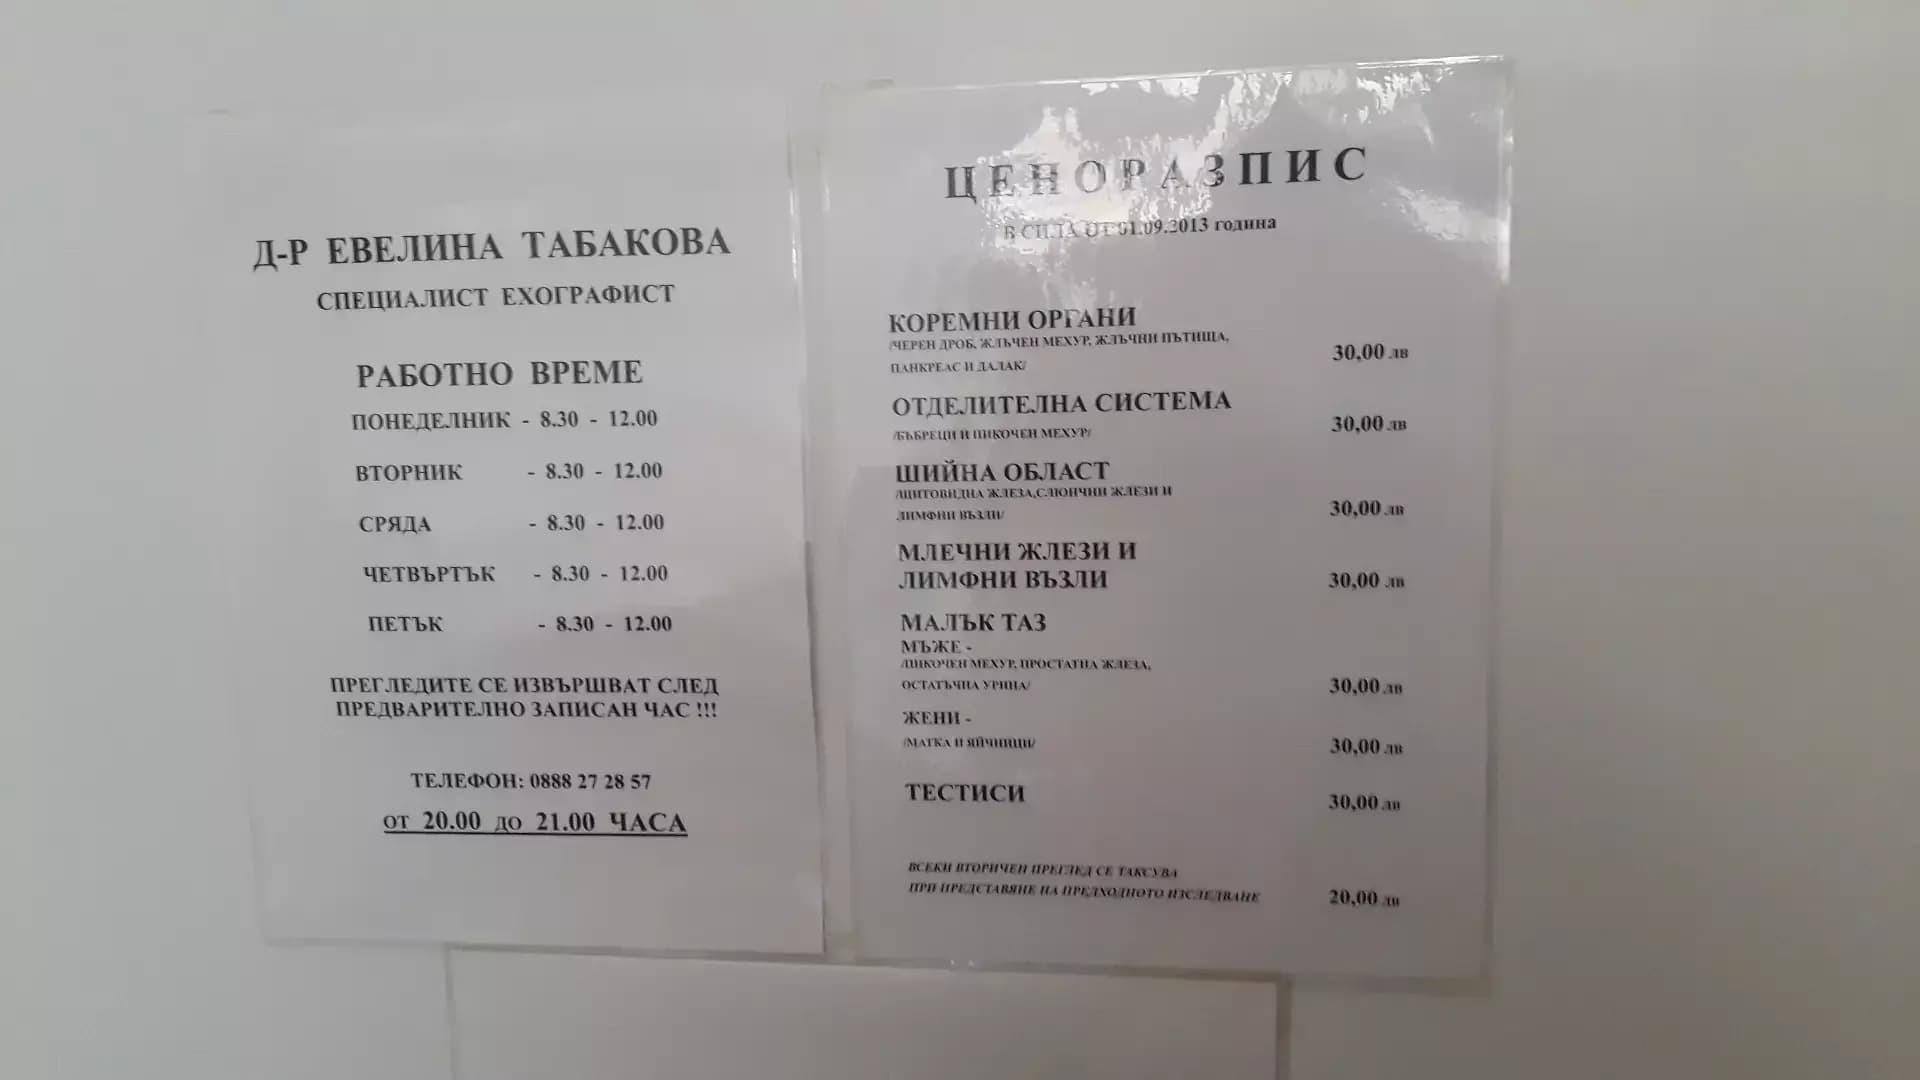 Д-Р ЕВЕЛИНА ТАБАКОВА
СПЕЦИАЛИСТ ЕХОГРАФИСТ
РАБОТНО ВРЕМЕ
ПОНЕДЕЛНИК - 8.30 - 12.00
ВТОРНИК - 8.30 - 12.00
СРЯДА - 8.30 - 12.00
ЧЕТВЪРТЪК - 8.30 - 12.00
ПЕТЪК - 8.30 - 12.00
ПРЕГЛЕДИТЕ СЕ ИЗВЪРШВАТ СЛЕД
ПРЕДВАРИТЕЛНО ЗАПИСАН ЧАС !!!
ТЕЛЕФОН: 0888 27 28 57
от 20.00 до 21.00 ЧАСА
ЦЕНОРАЗПИС
В СИЛА ОТ 01.09.2013 година
КОРЕМНИ ОРГАНИ
/ЧЕРЕН ДРОБ, ЖЛЪЧЕН МЕХУР, ЖЛЪЧНИ ПЪТИЩА,
ПАНКРЕАС И ДАЛАК/ 30,00 лв
ОТДЕЛИТЕЛНА СИСТЕМА
/БЪБРЕЦИ И ПИКОЧЕН МЕХУР/ 30,00 лв
ШИЙНА ОБЛАСТ
/ЩИТОВИДНА ЖЛЕЗА,СЛЮНЧНИ ЖЛЕЗИ И
ЛИМФНИ ВЪЗЛИ/ 30,00 лв
МЛЕЧНИ ЖЛЕЗИ И
ЛИМФНИ ВЪЗЛИ 30,00 лв
МАЛЪК ТАЗ
МЪЖЕ -
/ПИКОЧЕН МЕХУР, ПРОСТАТНА ЖЛЕЗА,
ОСТАТЪЧНА УРИНА/ 30,00 лв
ЖЕНИ -
/МАТКА И ЯЙЧНИЦИ/ 30,00 лв
ТЕСТИСИ 30,00 лв
ВСЕКИ ВТОРИЧЕН ПРЕГЛЕД СЕ ТАКСУВА
ПРИ ПРЕДСТАВЯНЕ НА ПРЕДХОДНОТО ИЗСЛЕДВАНЕ 20,00 лв